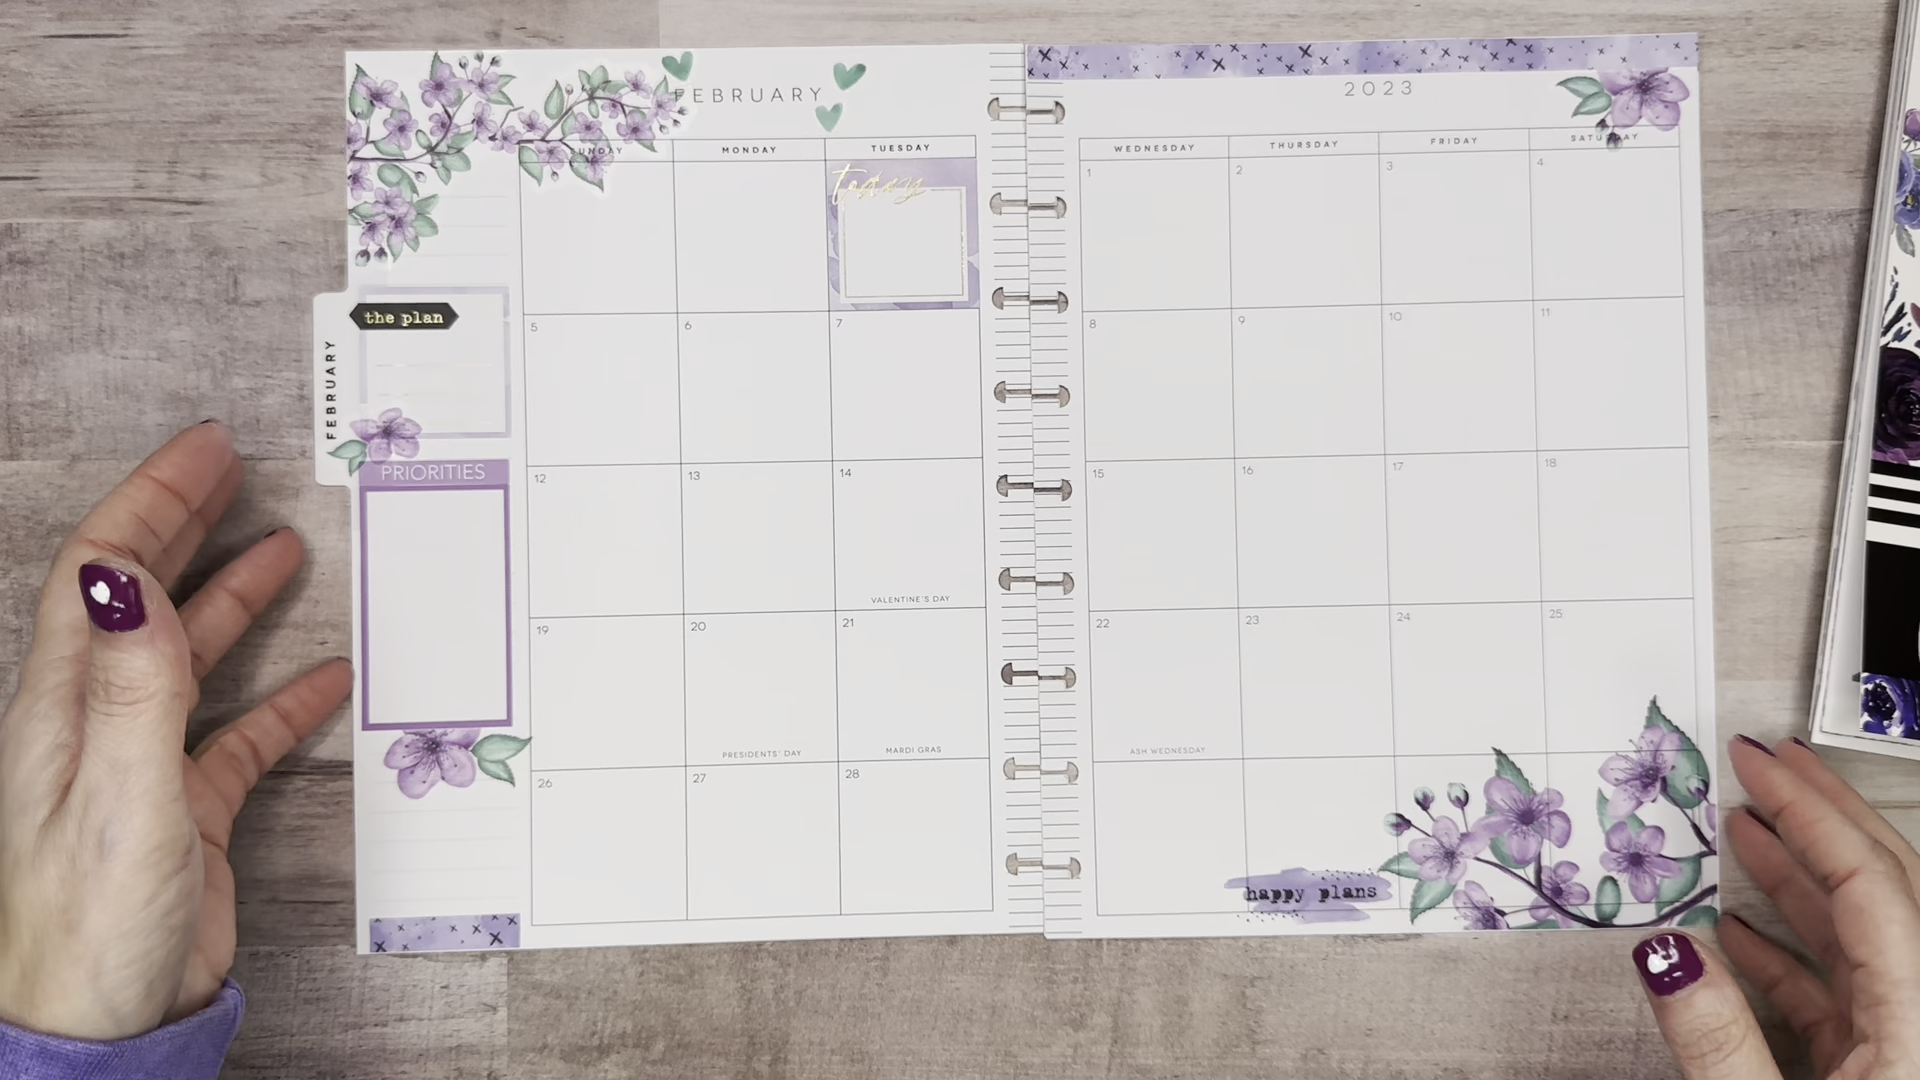 FEBRUARY
2023
SUNDAY
MONDAY
TUESDAY
WEDNESDAY
THURSDAY
FRIDAY
SATURDAY
today
1
2
3
4
the plan
FEBRUARY
5
6
7
8
9
10
11
PRIORITIES
12
13
14
VALENTINE'S DAY
15
16
17
18
19
20
PRESIDENTS' DAY
21
MARDI GRAS
22
ASH WEDNESDAY
23
24
25
26
27
28
happy plans